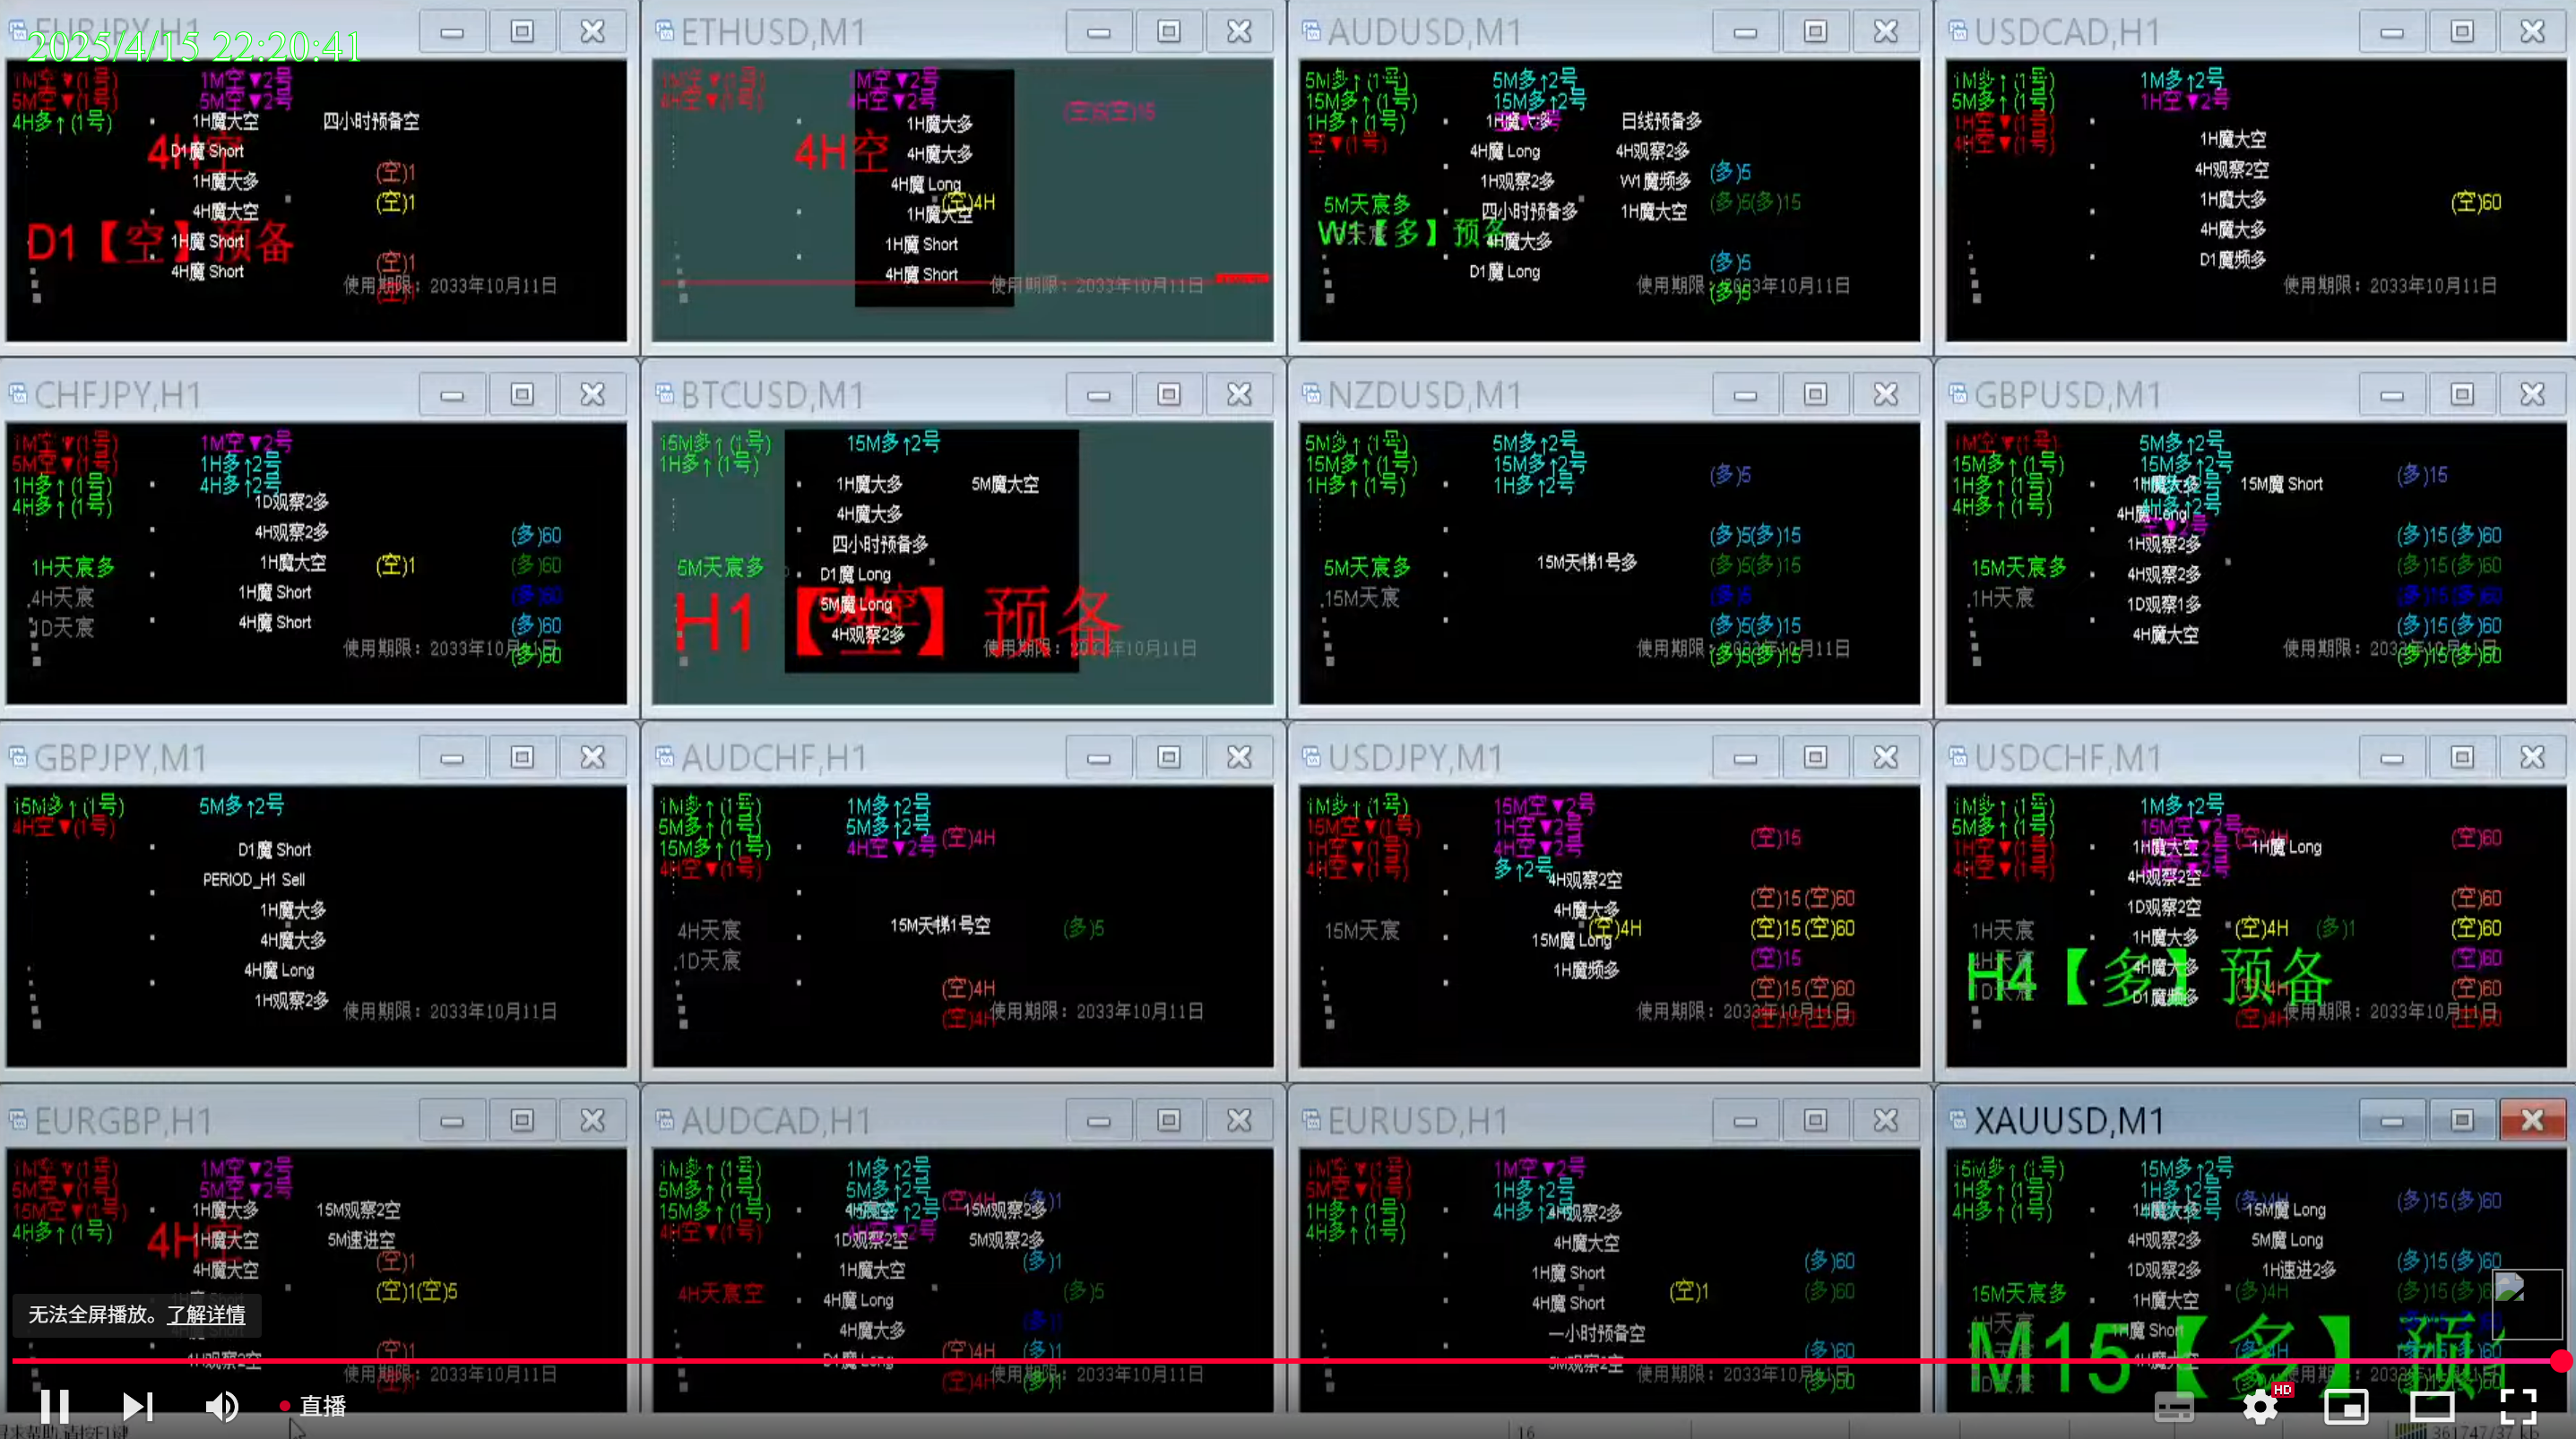 EURJPY,H1
2025/4/15 22:20:41
1M空▼(1号)
1M空▼2号
5M空▼(1号)
5M空▼2号
4H多↑(1号)
1H魔大空
四小时预备空
4H空
D1魔 Short
(空)1
1H魔大多
(空)1
4H魔大空
D1【空】预备
1H魔 Short
(空)1
4H魔 Short
使用期限：2033年10月11日
ETHUSD,M1
1M空▼2号
4H空▼(1号)
4H空▼2号
1H魔大多
4H空
4H魔大多
4H魔 Long
(空)4H
1H魔大空
1H魔 Short
4H魔 Short
使用期限：2033年10月11日
AUDUSD,M1
5M多↑(1号)
5M多↑2号
15M多↑(1号)
15M多↑2号
1H多↑(1号)
1H魔大多
日线预备多
空▼(1号)
4H魔 Long
4H观察2多
(多)5
1H观察2多
W1魔频多
5M天宸多
(多)5(多)15
四小时预备多
1H魔大空
W1【多】预备
4H魔大多
(多)5
D1魔 Long
(多)5
使用期限：2033年10月11日
USDCAD,H1
1M多↑(1号)
1M多↑2号
5M多↑(1号)
1H空▼2号
1H空▼(1号)
4H空▼(1号)
1H魔大空
4H观察2空
1H魔大多
(空)60
4H魔大多
D1魔频多
使用期限：2033年10月11日
CHFJPY,H1
1M空▼(1号)
1M空▼2号
5M空▼(1号)
1H多↑2号
1H多↑(1号)
4H多↑2号
4H多↑(1号)
1D观察2多
4H观察2多
(多)60
1H天宸多
1H魔大空
(空)1
(多)60
4H天宸
1H魔 Short
(多)60
1D天宸
4H魔 Short
(多)60
使用期限：2033年10月11日
(多)60
BTCUSD,M1
15M多↑(1号)
15M多↑2号
1H多↑(1号)
1H魔大多
5M魔大空
4H魔大多
四小时预备多
5M天宸多
D1魔 Long
H1【空】预备
5M魔 Long
4H观察2多
使用期限：2033年10月11日
NZDUSD,M1
5M多↑(1号)
5M多↑2号
15M多↑(1号)
15M多↑2号
(多)5
1H多↑(1号)
1H多↑2号
(多)5(多)15
5M天宸多
15M天梯1号多
(多)5(多)15
15M天宸
(多)5
(多)5(多)15
使用期限：2033年10月11日
(多)5(多)15
GBPUSD,M1
1M空▼(1号)
5M多↑2号
15M多↑(1号)
15M多↑2号
(多)15
1H多↑(1号)
1H魔大多
15M魔 Short
4H多↑(1号)
4H魔 Long
空▼2号
1H观察2多
(多)15(多)60
15M天宸多
4H观察2多
(多)15(多)60
1H天宸
1D观察1多
(多)15(多)60
4H魔大空
(多)15(多)60
使用期限：2033年10月11日
(多)15(多)60
GBPJPY,M1
15M多↑(1号)
5M多↑2号
4H空▼(1号)
D1魔 Short
PERIOD_H1 Sell
1H魔大多
4H魔大多
4H魔 Long
1H观察2多
使用期限：2033年10月11日
AUDCHF,H1
1M多↑(1号)
1M多↑2号
5M多↑(1号)
5M多↑2号
(空)4H
15M多↑(1号)
4H空▼2号
4H空▼(1号)
4H天宸
15M天梯1号空
(多)5
1D天宸
(空)4H
(空)4H
使用期限：2033年10月11日
USDJPY,M1
1M多↑(1号)
15M空▼2号
15M空▼(1号)
1H空▼2号
(空)15
1H空▼(1号)
4H空▼2号
4H空▼(1号)
多↑2号
4H观察2空
4H魔大多
(空)15(空)60
15M天宸
(空)4H
(空)15(空)60
15M魔 Long
1H魔频多
(空)15
(空)15(空)60
使用期限：2033年10月11日
(空)15(空)60
USDCHF,M1
1M多↑(1号)
1M多↑2号
5M多↑(1号)
15M空▼2号
(空)4H
(空)60
1H空▼(1号)
1H魔大空
1H魔 Long
4H空▼(1号)
4H观察2空
1D观察2空
(空)60
1H天宸
1H魔大多
(空)4H
(多)1
(空)60
4H天宸
(空)60
H4【多】预备
4H魔大多
1D天宸
D1魔频多
(空)4H
(空)60
(空)4H
使用期限：2033年10月11日
(空)60
EURGBP,H1
1M空▼(1号)
1M空▼2号
5M空▼(1号)
5M空▼2号
15M空▼(1号)
1H魔大多
15M观察2空
4H多↑(1号)
4H空
1H魔大空
5M速进空
4H魔大空
(空)1
(空)1(空)5
无法全屏播放。了解详情
(空)1
4H观察2空
使用期限：2033年10月11日
AUDCAD,H1
1M多↑(1号)
1M多↑2号
5M多↑(1号)
5M多↑2号
(空)4H
(多)1
15M多↑(1号)
15M观察2多
4H空▼(1号)
4H空▼2号
1D观察2空
5M观察2多
1H魔大空
(多)1
4H天宸空
4H魔 Long
(多)5
4H魔大多
D1魔 Long
(空)4H
(多)1
(空)4H
(多)1
使用期限：2033年10月11日
EURUSD,H1
1M空▼(1号)
1M空▼2号
5M空▼(1号)
1H多↑2号
1H多↑(1号)
4H多↑2号
4H观察2多
4H多↑(1号)
4H魔大空
1H魔 Short
(多)60
4H魔 Short
(空)1
(多)60
一小时预备空
(多)60
5M观察2空
使用期限：2033年10月11日
(多)60
XAUUSD,M1
15M多↑(1号)
15M多↑2号
1H多↑(1号)
1H多↑2号
(多)4H
(多)15(多)60
4H多↑(1号)
1H魔大多
15M魔 Long
4H观察2多
5M魔 Long
1D观察2多
1H速进2多
(多)15(多)60
15M天宸多
1H魔大空
(多)4H
4H天宸
1H魔 Short
M15【多】预
1D天宸
直播
HD
16
361747/37 kb